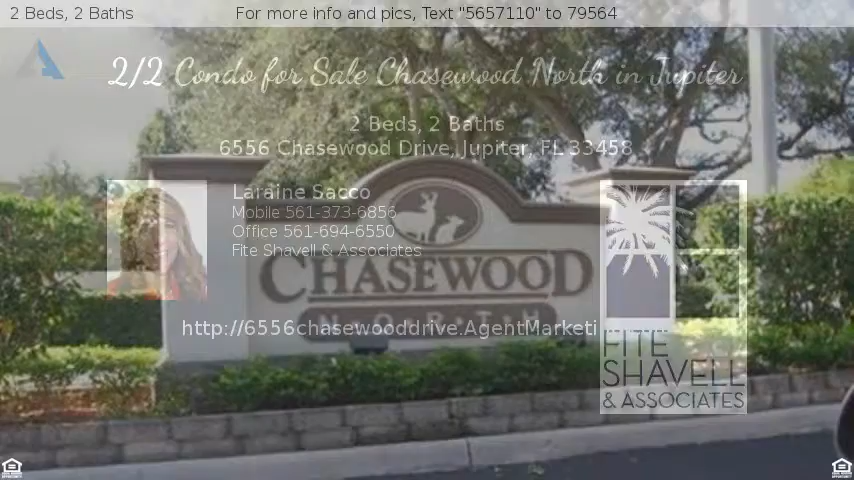 2 Beds, 2 Baths
For more info and pics, Text "5657110" to 79564
2/2 Condo for Sale Chasewood North in Jupiter
2 Beds, 2 Baths
6556 Chasewood Drive, Jupiter, FL 33458
Laraine Sacco
Mobile 561-373-6856
Office 561-694-6550
Fite Shavell & Associates
CHASEWOOD
N·O·R·T·H
http://6556chasewooddrive.AgentMarketi
FITE
SHAVELL
& ASSOCIATES